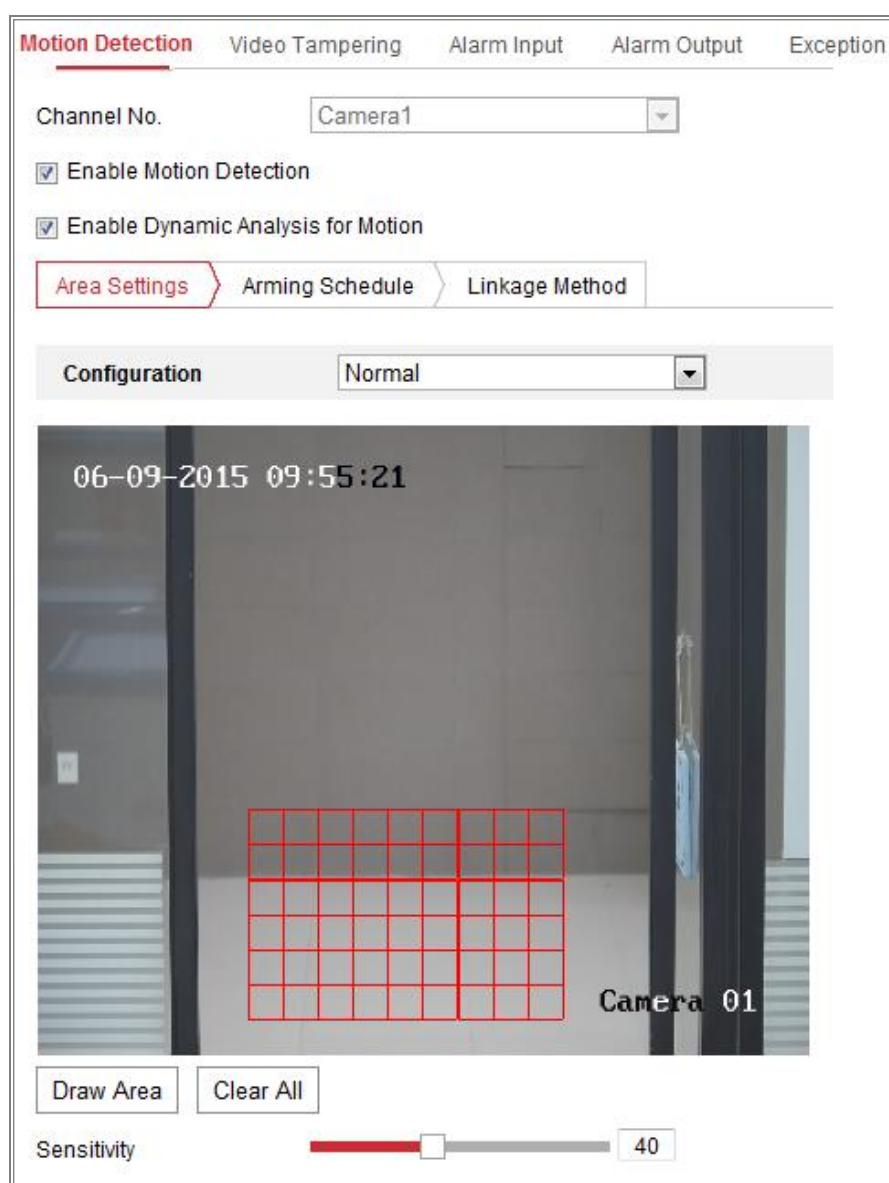 Motion Detection Video Tampering Alarm Input Alarm Output Exception
Channel No. Camera1
Enable Motion Detection
Enable Dynamic Analysis for Motion
Area Settings Arming Schedule Linkage Method
Configuration Normal
06-09-2015 09:55:21
Camera 01
Draw Area Clear All
Sensitivity 40